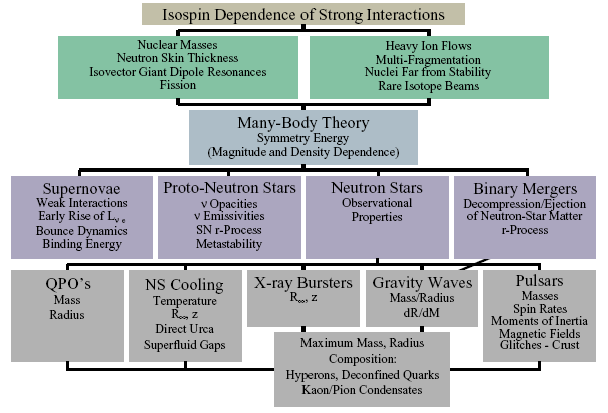 Isospin Dependence of Strong Interactions
Nuclear Masses
Neutron Skin Thickness
Isovector Giant Dipole Resonances
Fission
Heavy Ion Flows
Multi-Fragmentation
Nuclei Far from Stability
Rare Isotope Beams
Many-Body Theory
Symmetry Energy
(Magnitude and Density Dependence)
Supernovae
Weak Interactions
Early Rise of Lν e
Bounce Dynamics
Binding Energy
Proto-Neutron Stars
ν Opacities
ν Emissivities
SN r-Process
Metastability
Neutron Stars
Observational
Properties
Binary Mergers
Decompression/Ejection
of Neutron-Star Matter
r-Process
QPO's
Mass
Radius
NS Cooling
Temperature
R∞, z
Direct Urca
Superfluid Gaps
X-ray Bursters
R∞, z
Gravity Waves
Mass/Radius
dR/dM
Pulsars
Masses
Spin Rates
Moments of Inertia
Magnetic Fields
Glitches - Crust
Maximum Mass, Radius
Composition:
Hyperons, Deconfined Quarks
Kaon/Pion Condensates